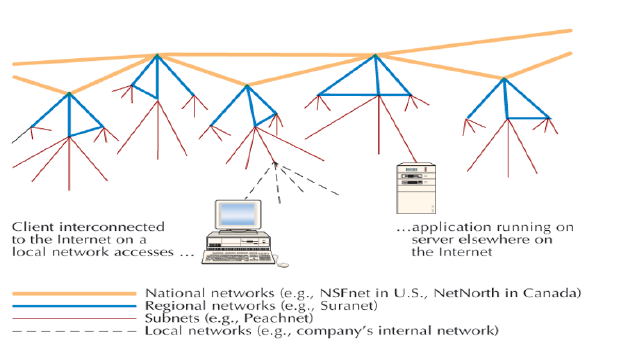 Client interconnected
to the Internet on a
local network accesses ...
...application running on
server elsewhere on
the Internet
National networks (e.g., NSFnet in U.S., NetNorth in Canada)
Regional networks (e.g., Suranet)
Subnets (e.g., Peachnet)
Local networks (e.g., company's internal network)